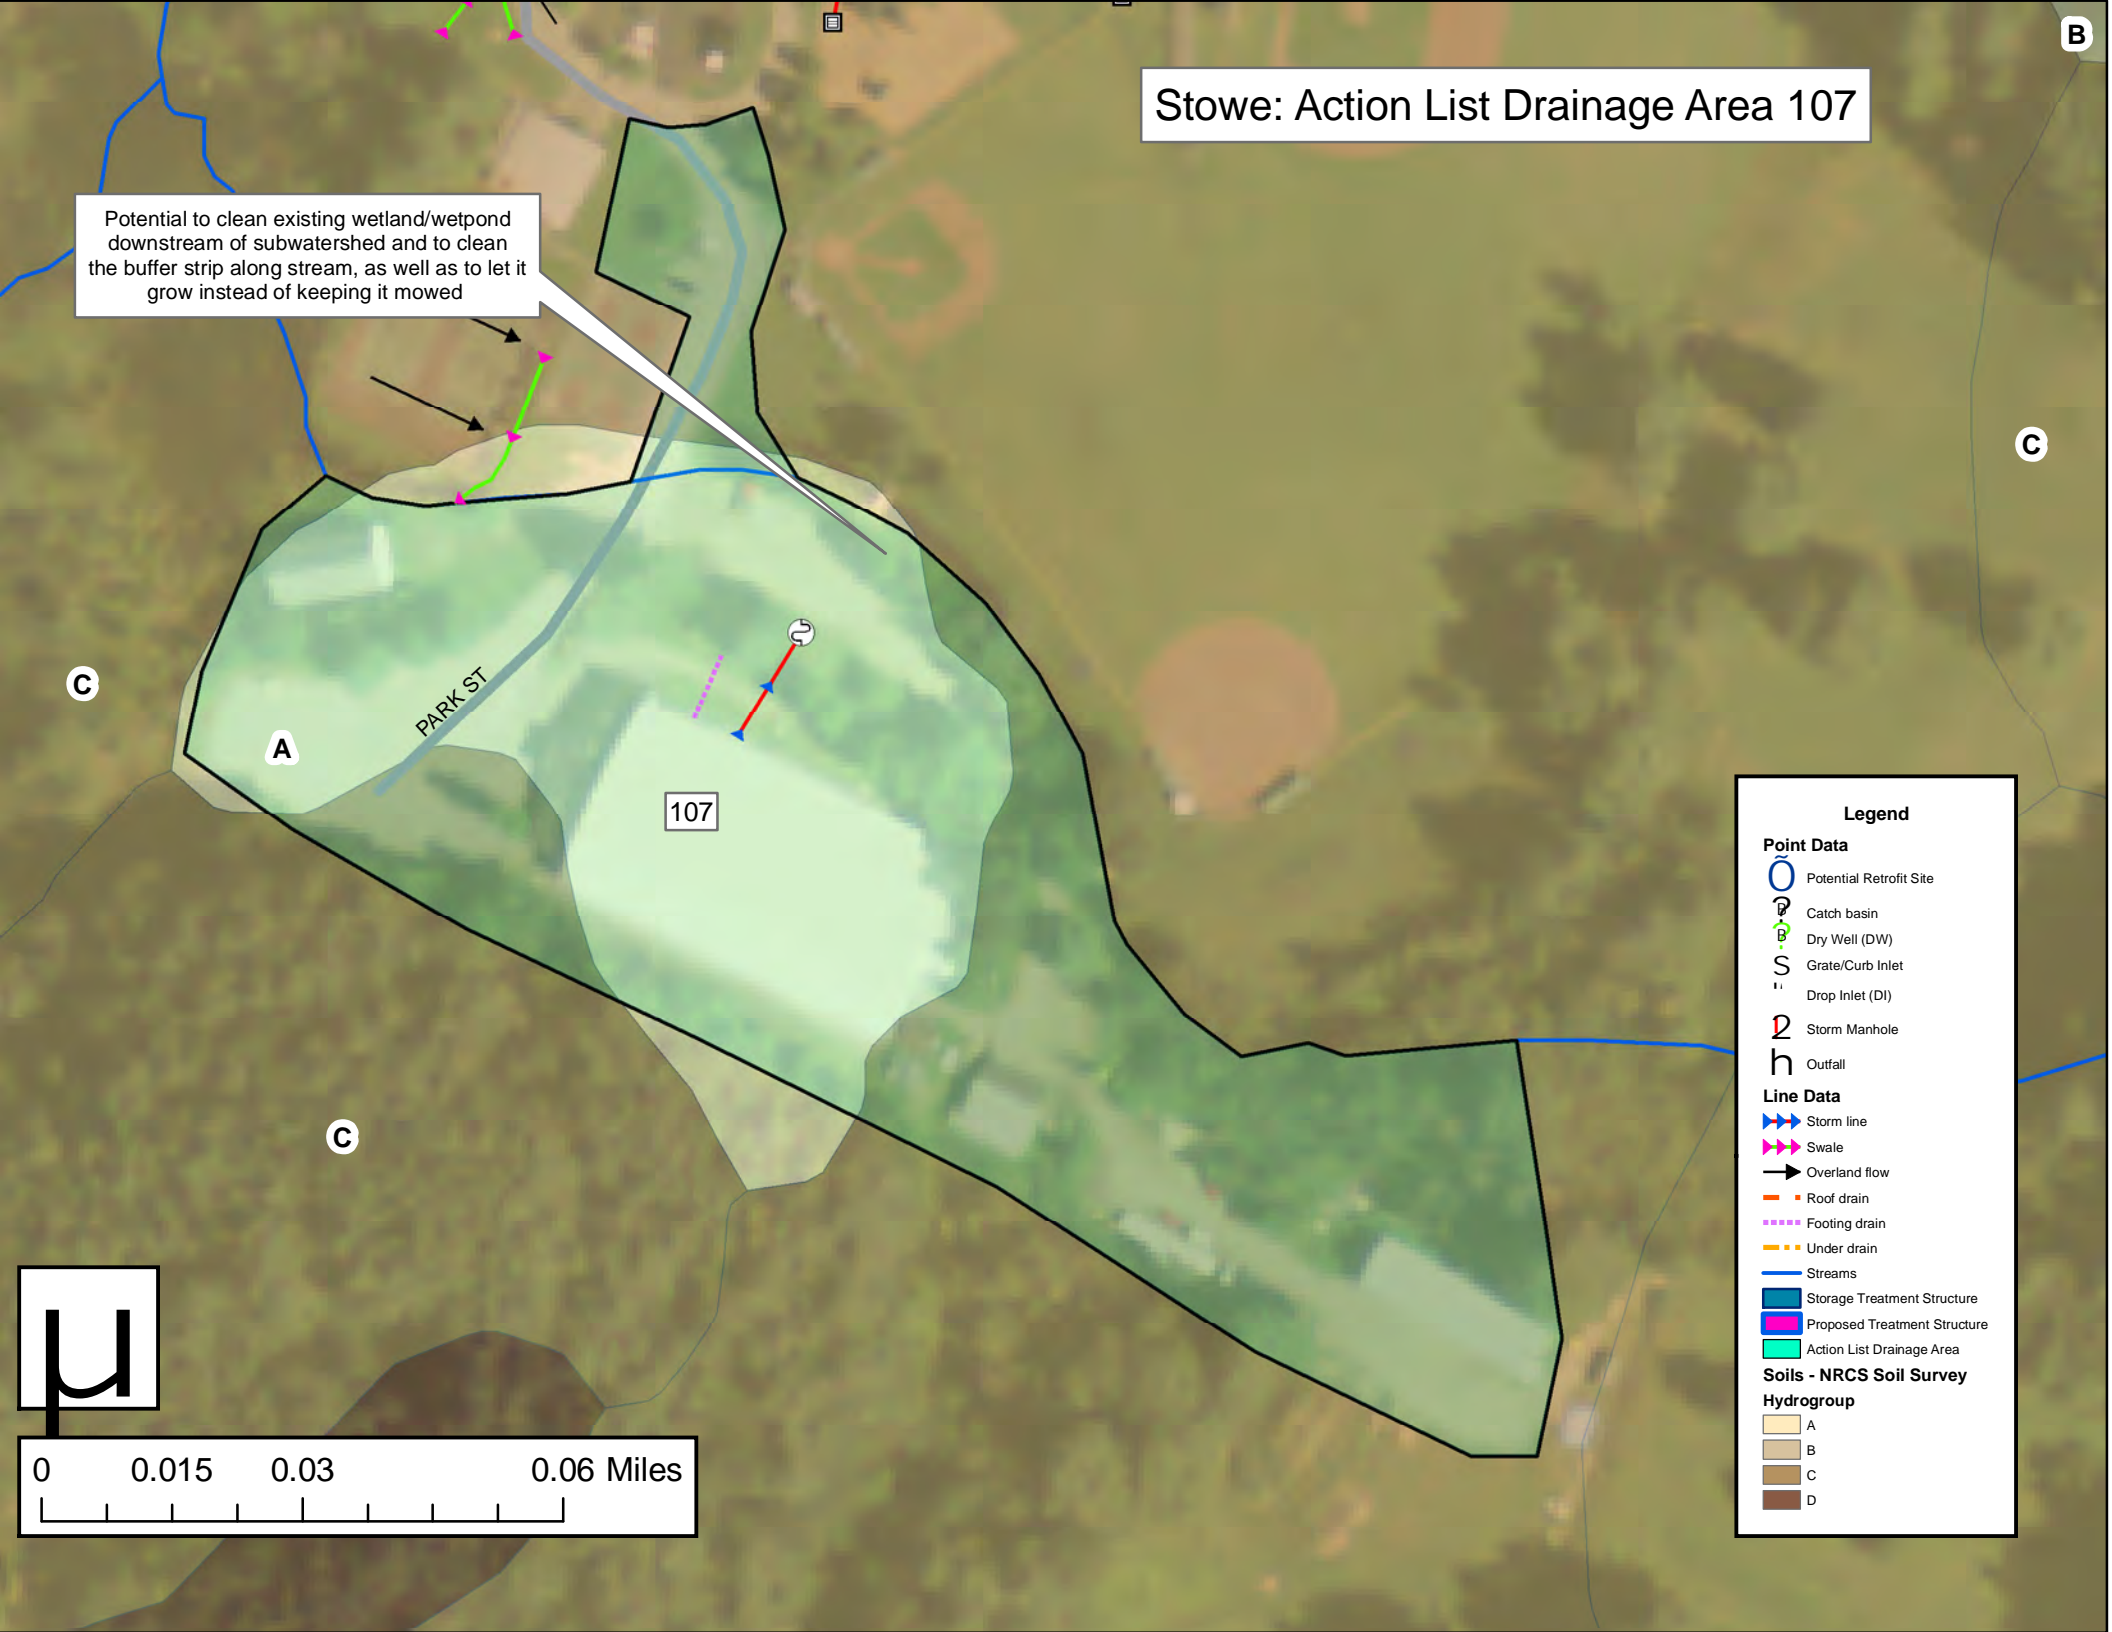 B
Stowe: Action List Drainage Area 107
Potential to clean existing wetland/wetpond
downstream of subwatershed and to clean
the buffer strip along stream, as well as to let it
grow instead of keeping it mowed
C
C
A
PARK ST
107
C
µ
0 0.015 0.03 0.06 Miles
Legend
Point Data
Õ Potential Retrofit Site
Catch basin
Dry Well (DW)
S Grate/Curb Inlet
" Drop Inlet (DI)
2 Storm Manhole
h Outfall
Line Data
Storm line
Swale
Overland flow
Roof drain
Footing drain
Under drain
Streams
Storage Treatment Structure
Proposed Treatment Structure
Action List Drainage Area
Soils - NRCS Soil Survey
Hydrogroup
A
B
C
D